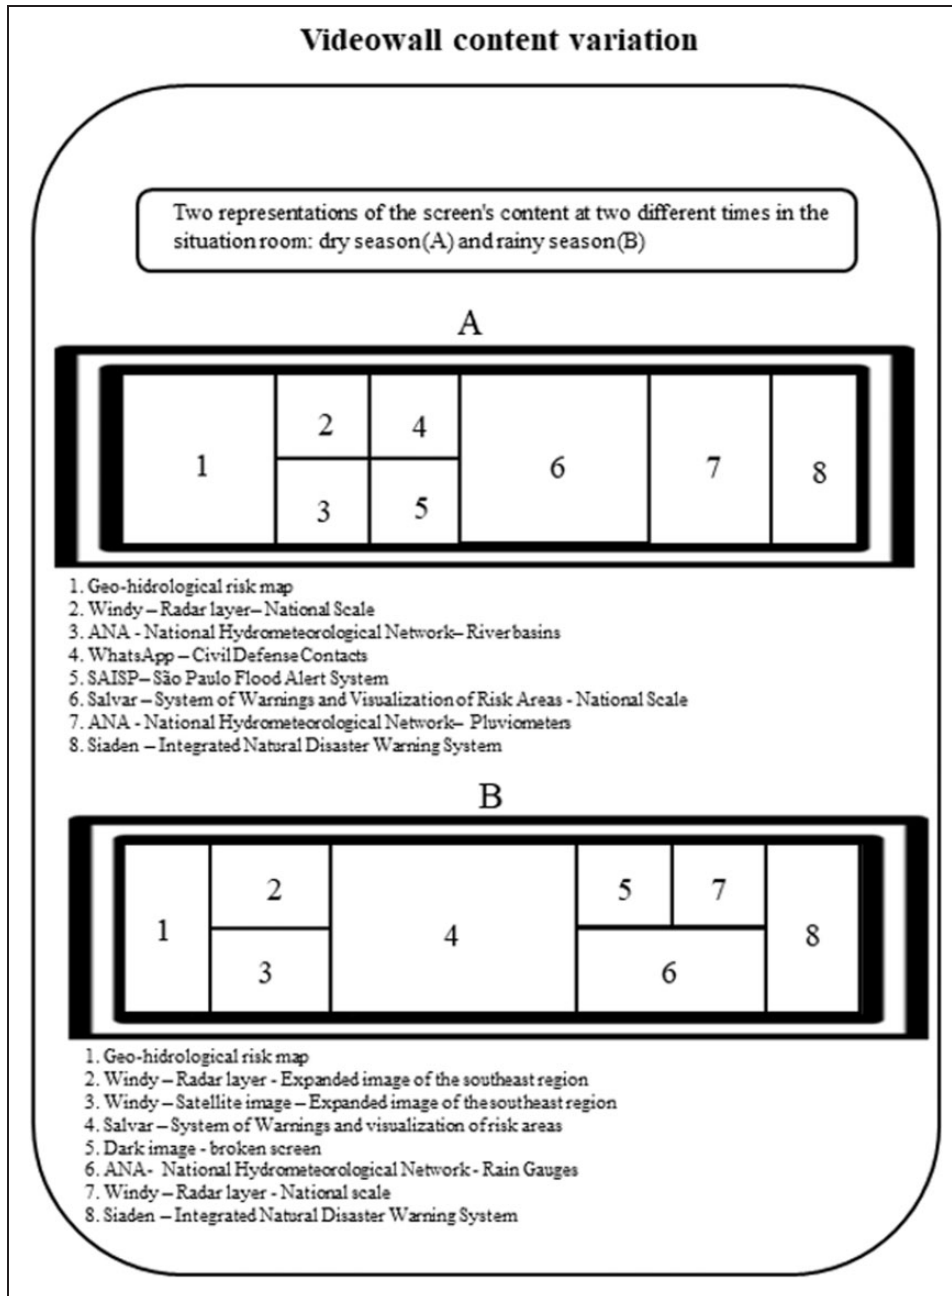 Videowall content variation
Two representations of the screen's content at two different times in the
situation room: dry season(A) and rainy season(B)
A
1
2
4
3
5
6
7
8
1. Geo-hidrological risk map
2. Windy – Radar layer– National Scale
3. ANA - National Hydrometeorological Network– River basins
4. WhatsApp – Civil Defense Contacts
5. SAISP– São Paulo Flood Alert System
6. Salvar – System of Warnings and Visualization of Risk Areas - National Scale
7. ANA - National Hydrometeorological Network– Pluviometers
8. Siaden – Integrated Natural Disaster Warning System
B
1
2
3
4
5
7
6
8
1. Geo-hidrological risk map
2. Windy – Radar layer - Expanded image of the southeast region
3. Windy – Satellite image – Expanded image of the southeast region
4. Salvar – System of Warnings and visualization of risk areas
5. Dark image - broken screen
6. ANA- National Hydrometeorological Network - Rain Gauges
7. Windy – Radar layer - National scale
8. Siaden – Integrated Natural Disaster Warning System